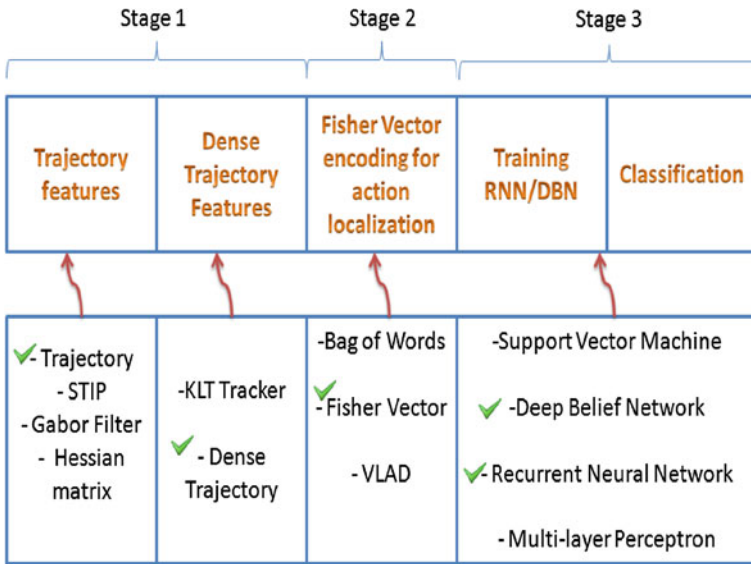 Stage 1
Stage 2
Stage 3
Trajectory
features
Dense
Trajectory
Features
Fisher Vector
encoding for
action
localization
Training
RNN/DBN
Classification
- Trajectory
- STIP
- Gabor Filter
- Hessian
matrix
-KLT Tracker
- Dense
Trajectory
-Bag of Words
- Fisher Vector
- VLAD
-Support Vector Machine
-Deep Belief Network
- Recurrent Neural Network
- Multi-layer Perceptron